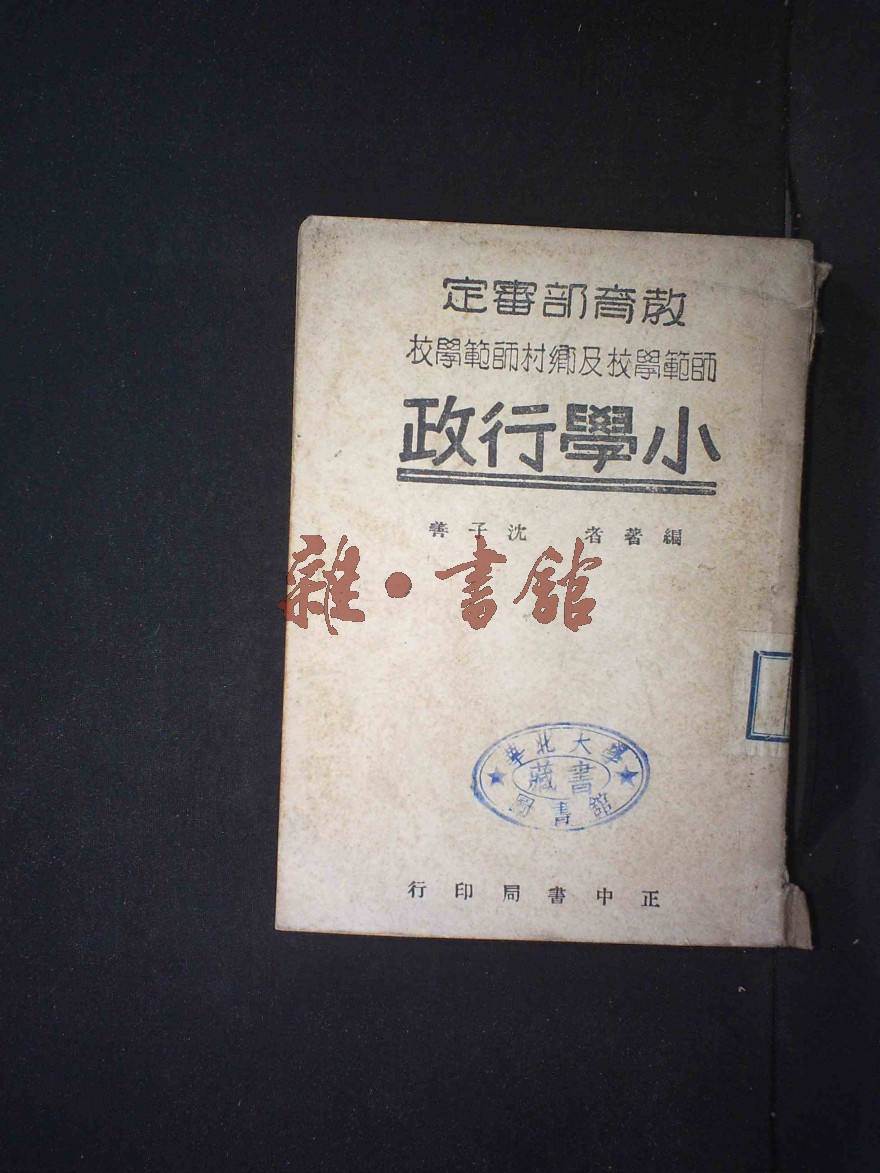 教育部審定
師範學校及鄉村師範學校
小學行政
編著者 沈子善
雜·書館
華北大學
藏書
圖書館
正中書局印行